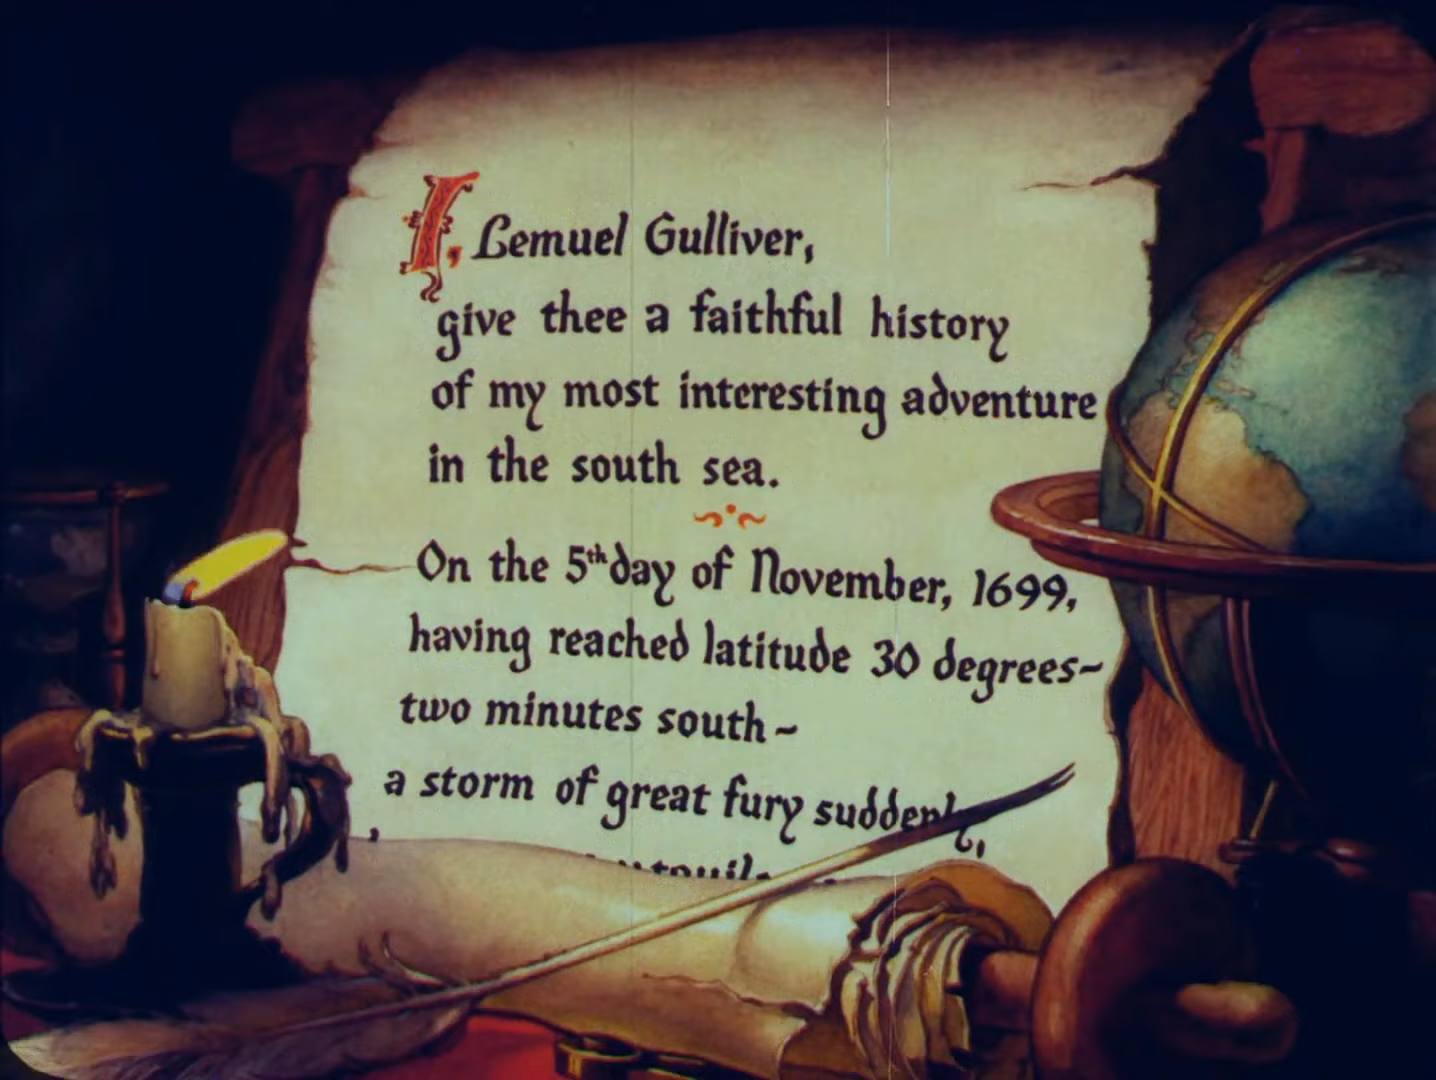 I, Lemuel Gulliver,
give thee a faithful history
of my most interesting adventure
in the south sea.
On the 5th day of November, 1699,
having reached latitude 30 degrees~
two minutes south~
a storm of great fury suddenly,